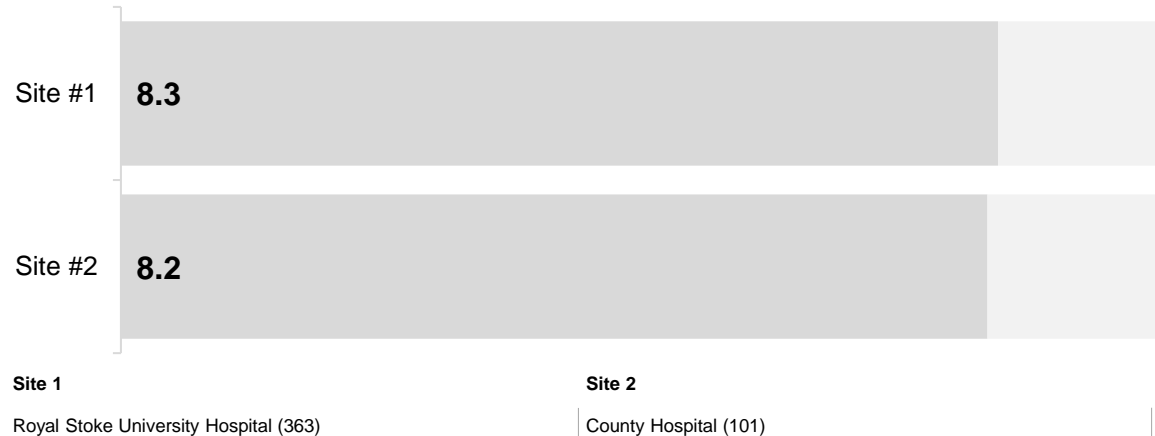 Site #1 8.3
Site #2 8.2
Site 1 Site 2
Royal Stoke University Hospital (363) County Hospital (101)